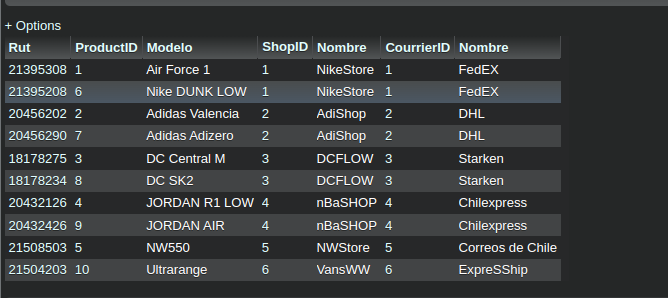 + Options
Rut ProductID Modelo ShopID Nombre CourrierID Nombre
21395308 1 Air Force 1 1 NikeStore 1 FedEX
21395208 6 Nike DUNK LOW 1 NikeStore 1 FedEX
20456202 2 Adidas Valencia 2 AdiShop 2 DHL
20456290 7 Adidas Adizero 2 AdiShop 2 DHL
18178275 3 DC Central M 3 DCFLOW 3 Starken
18178234 8 DC SK2 3 DCFLOW 3 Starken
20432126 4 JORDAN R1 LOW 4 nBaSHOP 4 Chilexpress
20432426 9 JORDAN AIR 4 nBaSHOP 4 Chilexpress
21508503 5 NW550 5 NWStore 5 Correos de Chile
21504203 10 Ultrarange 6 VansWW 6 ExpreSShip